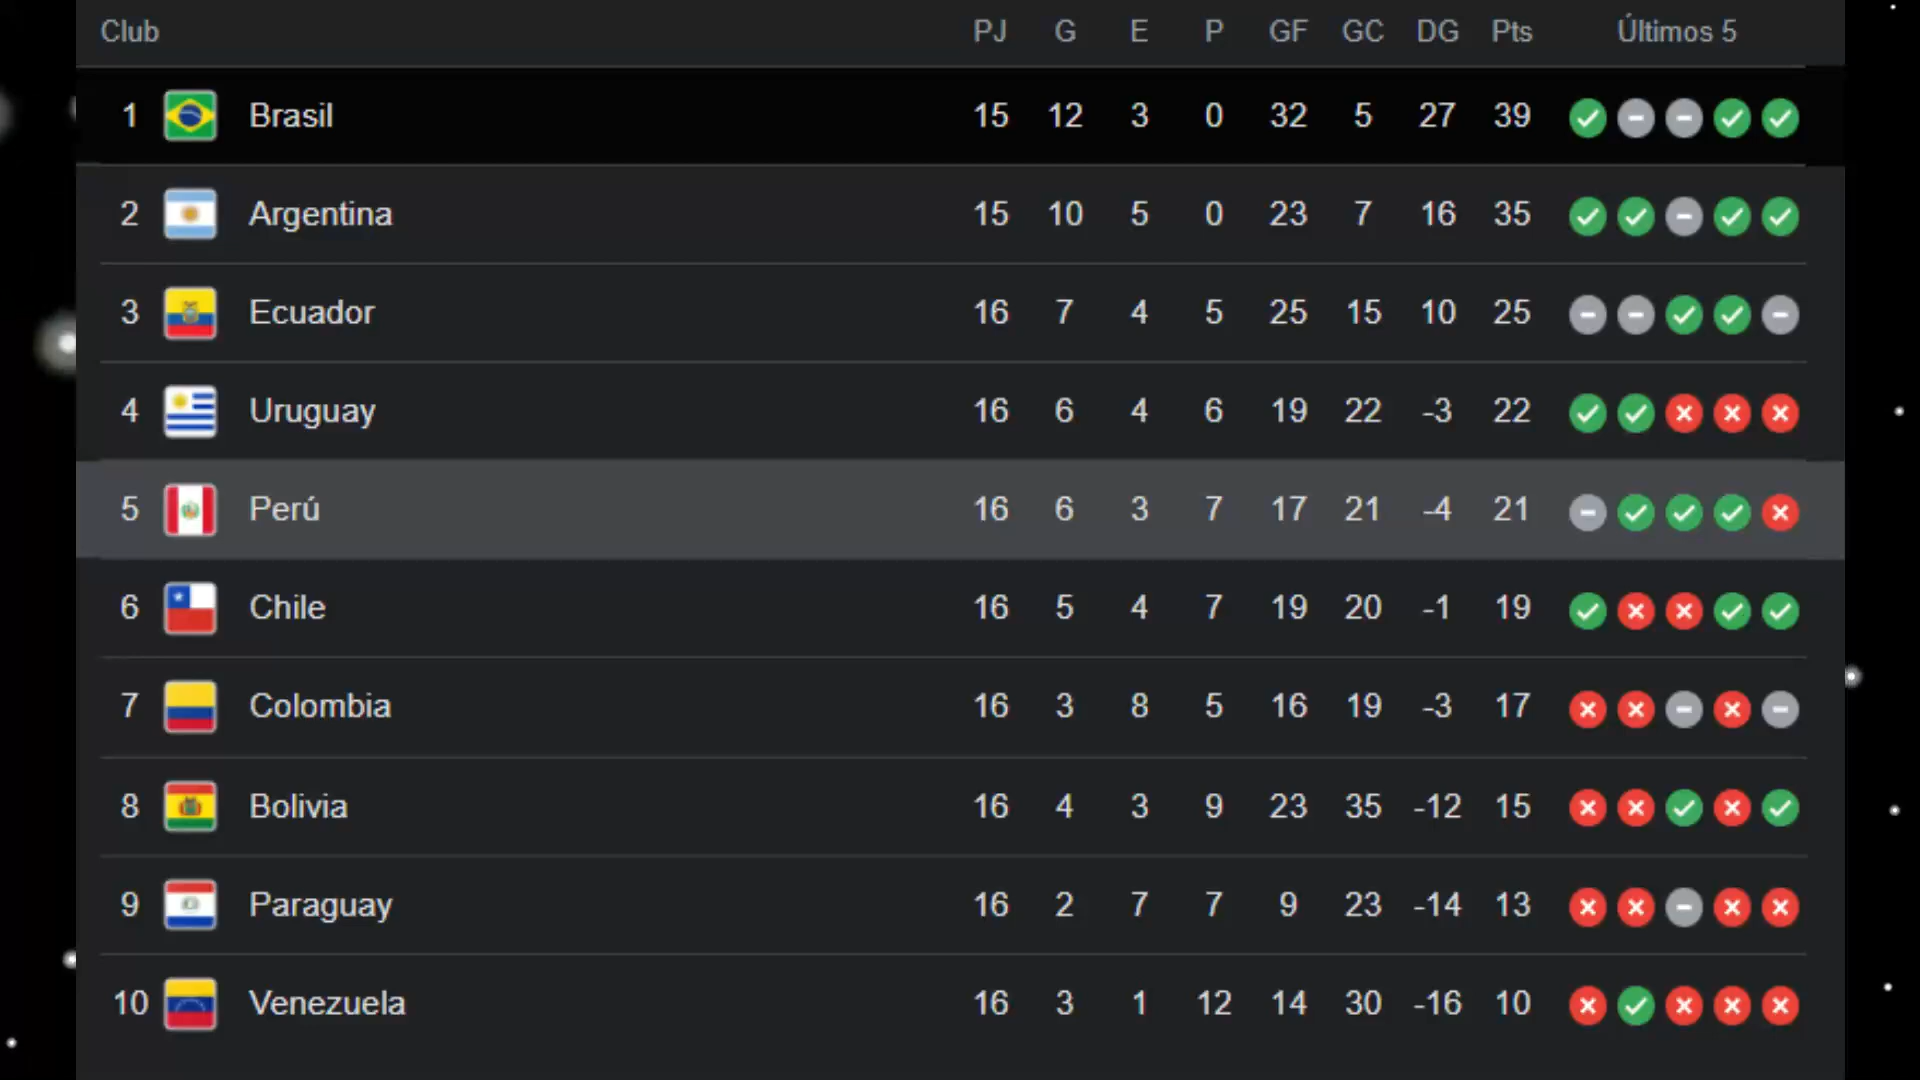 Club PJ G E P GF GC DG Pts Últimos 5
1 Brasil 15 12 3 0 32 5 27 39
2 Argentina 15 10 5 0 23 7 16 35
3 Ecuador 16 7 4 5 25 15 10 25
4 Uruguay 16 6 4 6 19 22 -3 22
5 Perú 16 6 3 7 17 21 -4 21
6 Chile 16 5 4 7 19 20 -1 19
7 Colombia 16 3 8 5 16 19 -3 17
8 Bolivia 16 4 3 9 23 35 -12 15
9 Paraguay 16 2 7 7 9 23 -14 13
10 Venezuela 16 3 1 12 14 30 -16 10